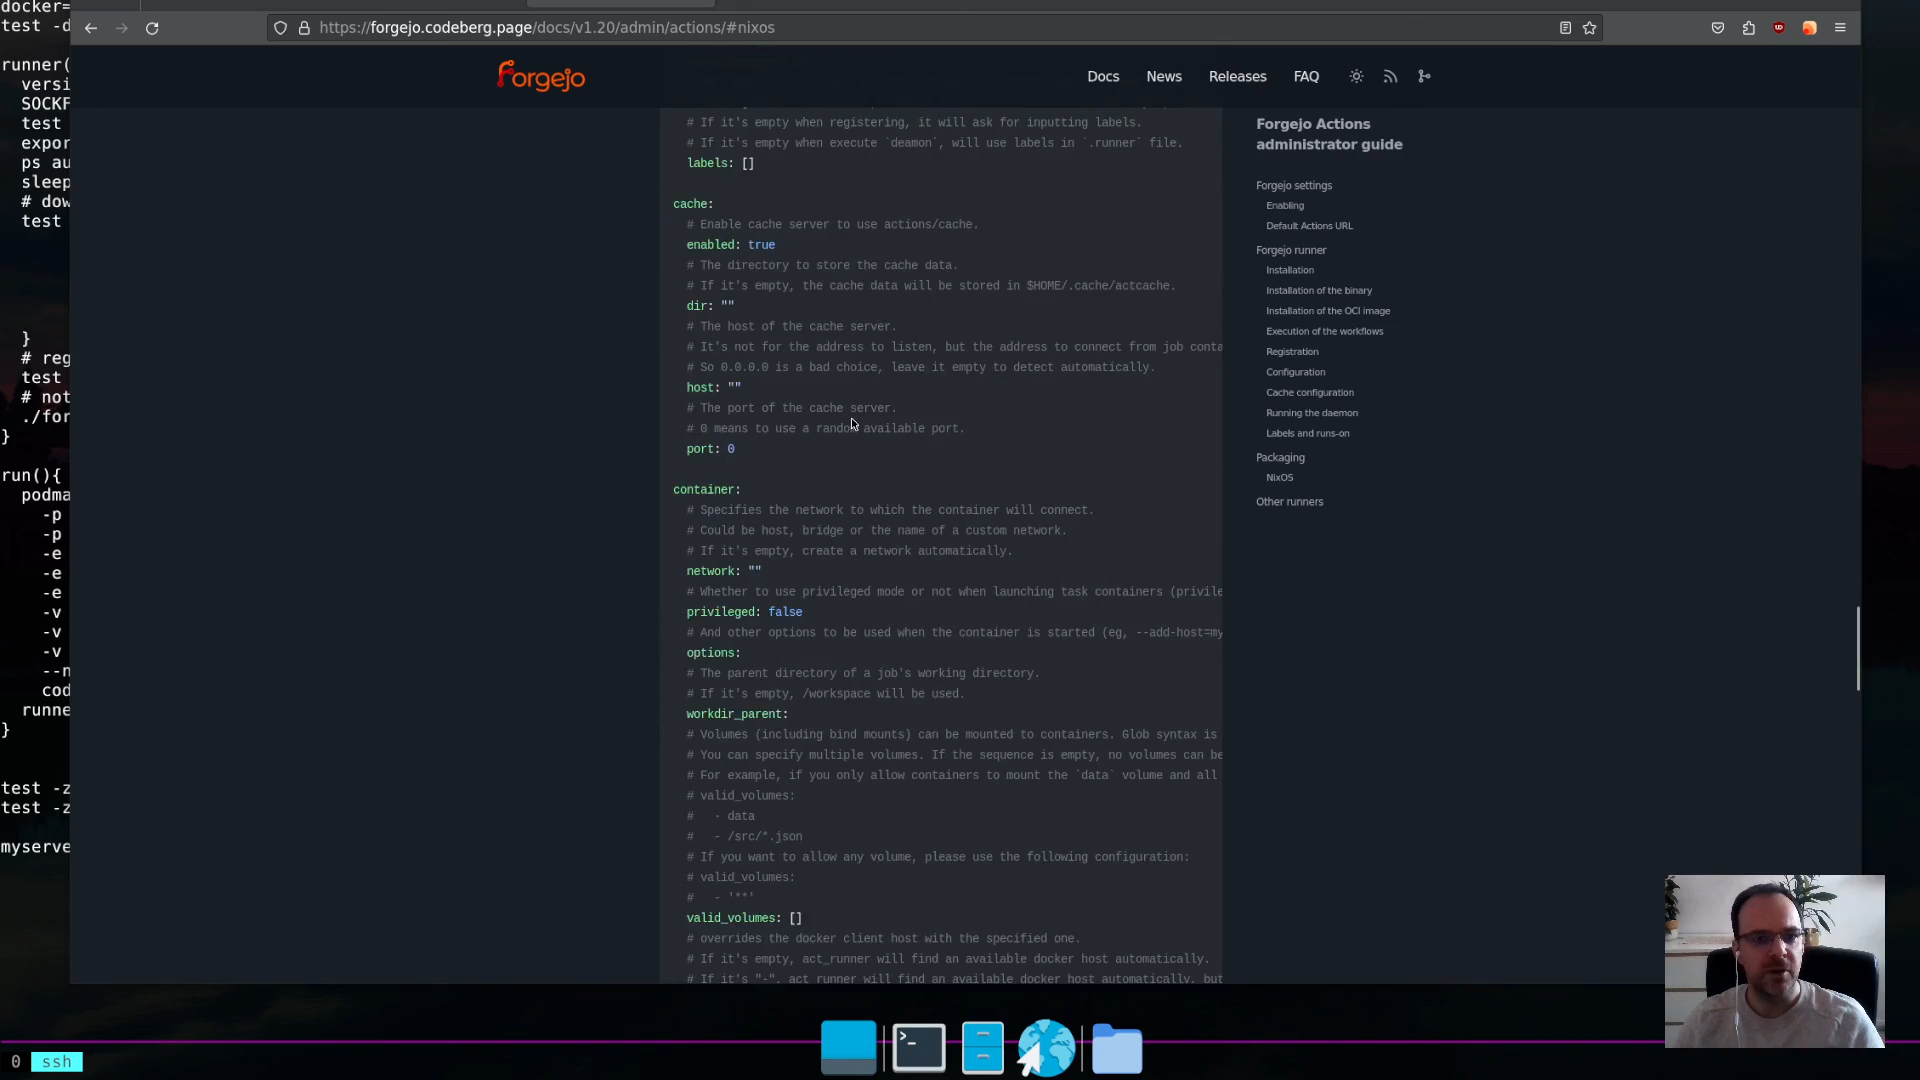 docker=
test -d
runner(
versi
SOCKF
test
expor
ps au
sleep
# dow
test
}
# reg
test
# not
./for
}
run(){
podma
-p
-p
-e
-e
-e
-v
-v
-v
--n
cod
runne
}
test -z
test -z
myserve
0 ssh
https://forgejo.codeberg.page/docs/v1.20/admin/actions/#nixos
Forgejo
Docs
News
Releases
FAQ
# If it's empty when registering, it will ask for inputting labels.
# If it's empty when execute `deamon`, will use labels in `.runner` file.
labels: []
cache:
# Enable cache server to use actions/cache.
enabled: true
# The directory to store the cache data.
# If it's empty, the cache data will be stored in $HOME/.cache/actcache.
dir: ""
# The host of the cache server.
# It's not for the address to listen, but the address to connect from job conta
# So 0.0.0.0 is a bad choice, leave it empty to detect automatically.
host: ""
# The port of the cache server.
# 0 means to use a random available port.
port: 0
container:
# Specifies the network to which the container will connect.
# Could be host, bridge or the name of a custom network.
# If it's empty, create a network automatically.
network: ""
# Whether to use privileged mode or not when launching task containers (privile
privileged: false
# And other options to be used when the container is started (eg, --add-host=my
options:
# The parent directory of a job's working directory.
# If it's empty, /workspace will be used.
workdir_parent:
# Volumes (including bind mounts) can be mounted to containers. Glob syntax is
# You can specify multiple volumes. If the sequence is empty, no volumes can be
# For example, if you only allow containers to mount the `data` volume and all
# valid_volumes:
#   - data
#   - /src/*.json
# If you want to allow any volume, please use the following configuration:
# valid_volumes:
#   - '**'
valid_volumes: []
# overrides the docker client host with the specified one.
# If it's empty, act_runner will find an available docker host automatically.
# If it's "-", act_runner will find an available docker host automatically, but
Forgejo Actions
administrator guide
Forgejo settings
Enabling
Default Actions URL
Forgejo runner
Installation
Installation of the binary
Installation of the OCI image
Execution of the workflows
Registration
Configuration
Cache configuration
Running the daemon
Labels and runs-on
Packaging
NixOS
Other runners